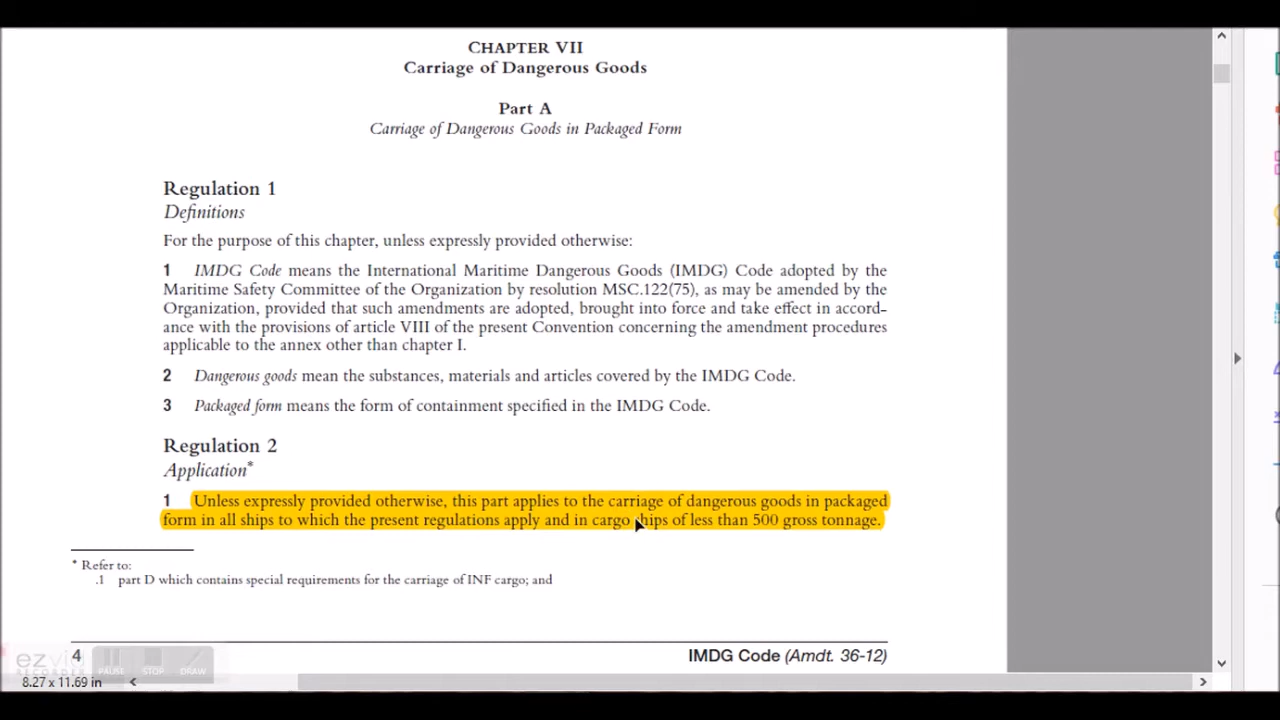 CHAPTER VII
Carriage of Dangerous Goods
Part A
Carriage of Dangerous Goods in Packaged Form
Regulation 1
Definitions
For the purpose of this chapter, unless expressly provided otherwise:
1 IMDG Code means the International Maritime Dangerous Goods (IMDG) Code adopted by the
Maritime Safety Committee of the Organization by resolution MSC.122(75), as may be amended by the
Organization, provided that such amendments are adopted, brought into force and take effect in accord-
ance with the provisions of article VIII of the present Convention concerning the amendment procedures
applicable to the annex other than chapter I.
2 Dangerous goods mean the substances, materials and articles covered by the IMDG Code.
3 Packaged form means the form of containment specified in the IMDG Code.
Regulation 2
Application*
1 Unless expressly provided otherwise, this part applies to the carriage of dangerous goods in packaged
form in all ships to which the present regulations apply and in cargo ships of less than 500 gross tonnage.
* Refer to:
.1 part D which contains special requirements for the carriage of INF cargo; and
4 IMDG Code (Amdt. 36-12)
PAUSE STOP DRAW
8.27 x 11.69 in